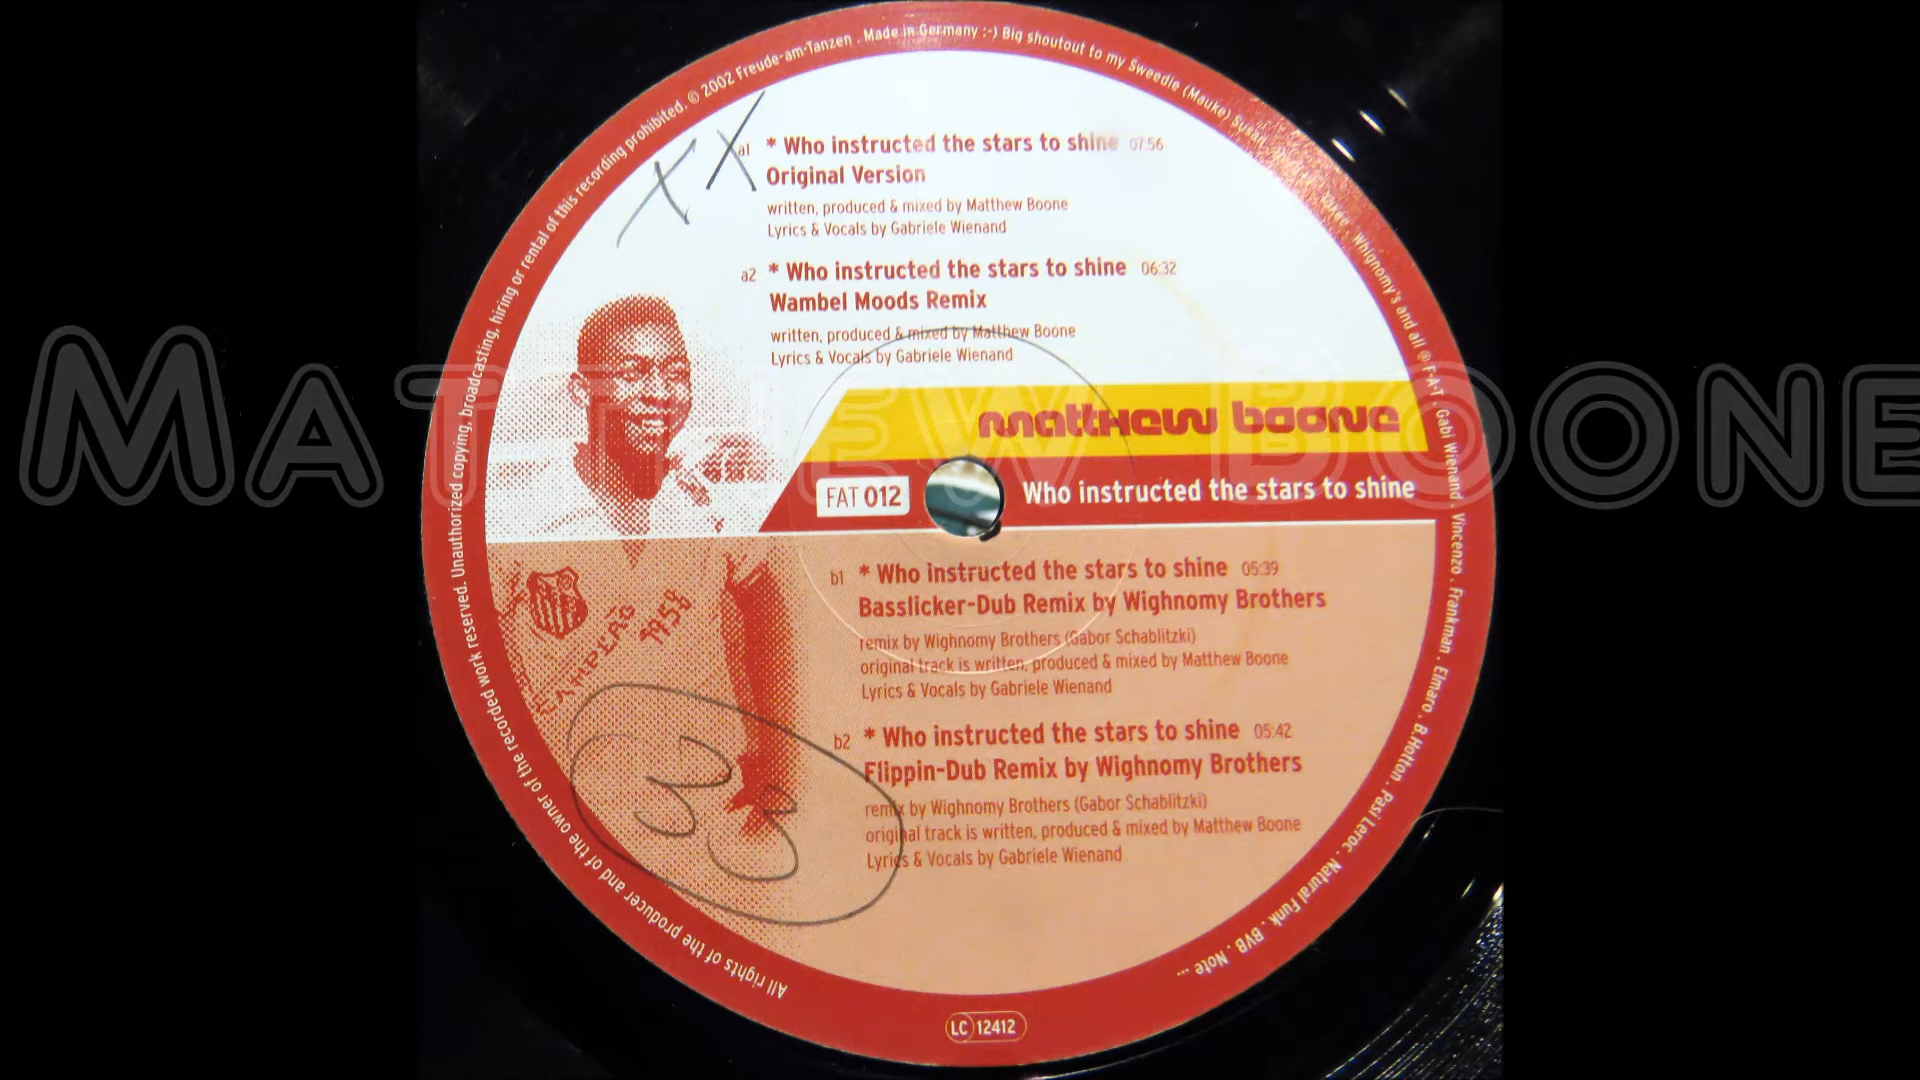 All rights of the producer and of the owner of the recorded work reserved. Unauthorized copying, broadcasting, hiring or rental of this recording prohibited. © 2002 Freude-am-Tanzen . Made in Germany :-) Big shoutout to my Sweedie (Mauke) Susan
Whignomy's and all @ F-A-T . Gabi Wienand . Vincenzo . Frankman . Elmaro . B.Hotton . Pasi Leroc . Natural Funk . BVB . Note ...
XX
a1 * Who instructed the stars to shine 07:56
Original Version
written, produced & mixed by Matthew Boone
Lyrics & Vocals by Gabriele Wienand
a2 * Who instructed the stars to shine 06:32
Wambel Moods Remix
written, produced & mixed by Matthew Boone
Lyrics & Vocals by Gabriele Wienand
Matthew Boone
matthew boone
FAT 012 Who instructed the stars to shine
b1 * Who instructed the stars to shine 05:39
Basslicker-Dub Remix by Wighnomy Brothers
remix by Wighnomy Brothers (Gabor Schablitzki)
original track is written, produced & mixed by Matthew Boone
Lyrics & Vocals by Gabriele Wienand
1958
b2 * Who instructed the stars to shine 05:42
Flippin-Dub Remix by Wighnomy Brothers
remix by Wighnomy Brothers (Gabor Schablitzki)
original track is written, produced & mixed by Matthew Boone
Lyrics & Vocals by Gabriele Wienand
LC 12412